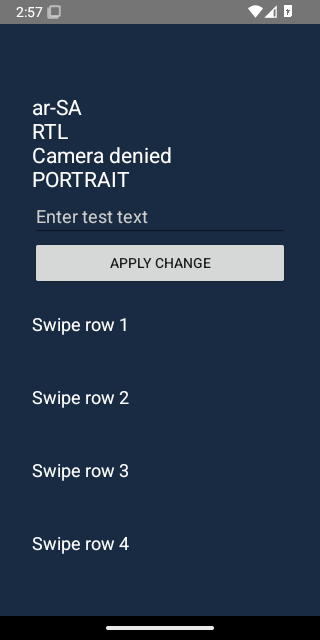 2:57
ar-SA
RTL
Camera denied
PORTRAIT
Enter test text
APPLY CHANGE
Swipe row 1
Swipe row 2
Swipe row 3
Swipe row 4